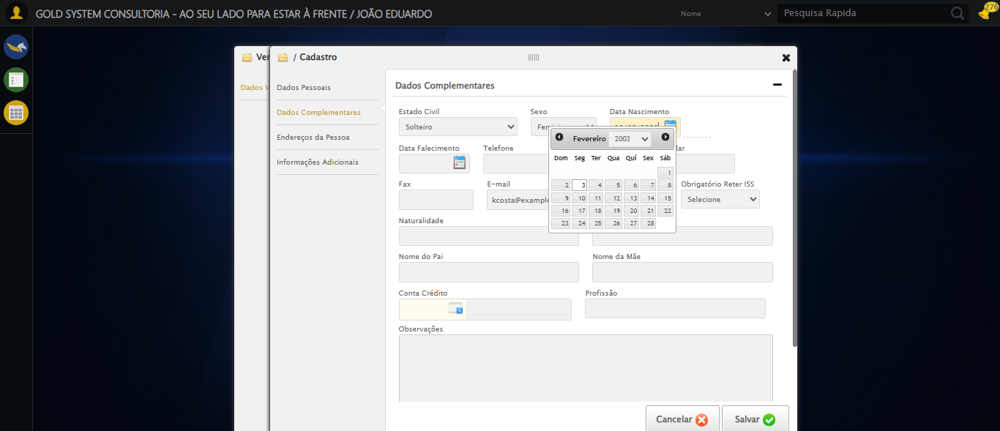 GOLD SYSTEM CONSULTORIA - AO SEU LADO PARA ESTAR À FRENTE / JOÃO EDUARDO
Nome
Pesquisa Rapida
276
Ver
/ Cadastro
Dados V
Dados Pessoais
Dados Complementares
Endereços da Pessoa
Informações Adicionais
Dados Complementares
Estado Civil
Sexo
Data Nascimento
Solteiro
Data Falecimento
Telefone
lar
Fax
E-mail
Obrigatório Reter ISS
kcosta@example
Selecione
Fevereiro 2003
Dom Seg Ter Qua Qui Sex Sáb
1
2 3 4 5 6 7 8
9 10 11 12 13 14 15
16 17 18 19 20 21 22
23 24 25 26 27 28
Naturalidade
Nome do Pai
Nome da Mãe
Conta Crédito
Profissão
Observações
Cancelar
Salvar